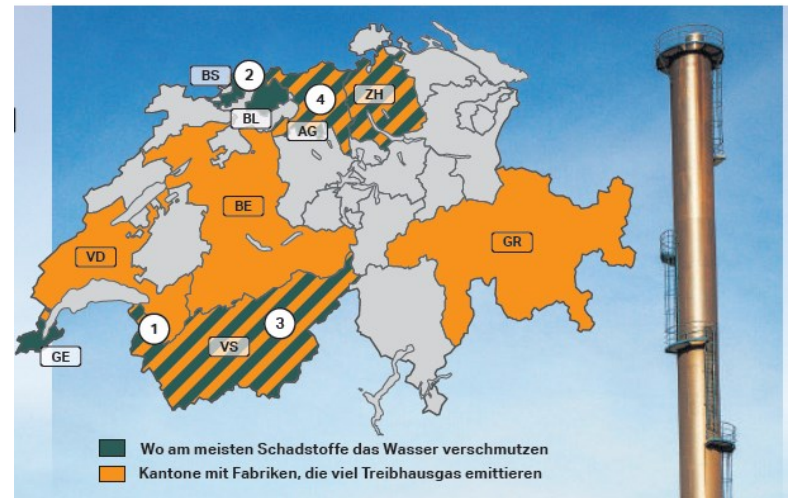 BS
2
ZH
4
BL
AG
BE
VD
GR
1
3
VS
GE
Wo am meisten Schadstoffe das Wasser verschmutzen
Kantone mit Fabriken, die viel Treibhausgas emittieren